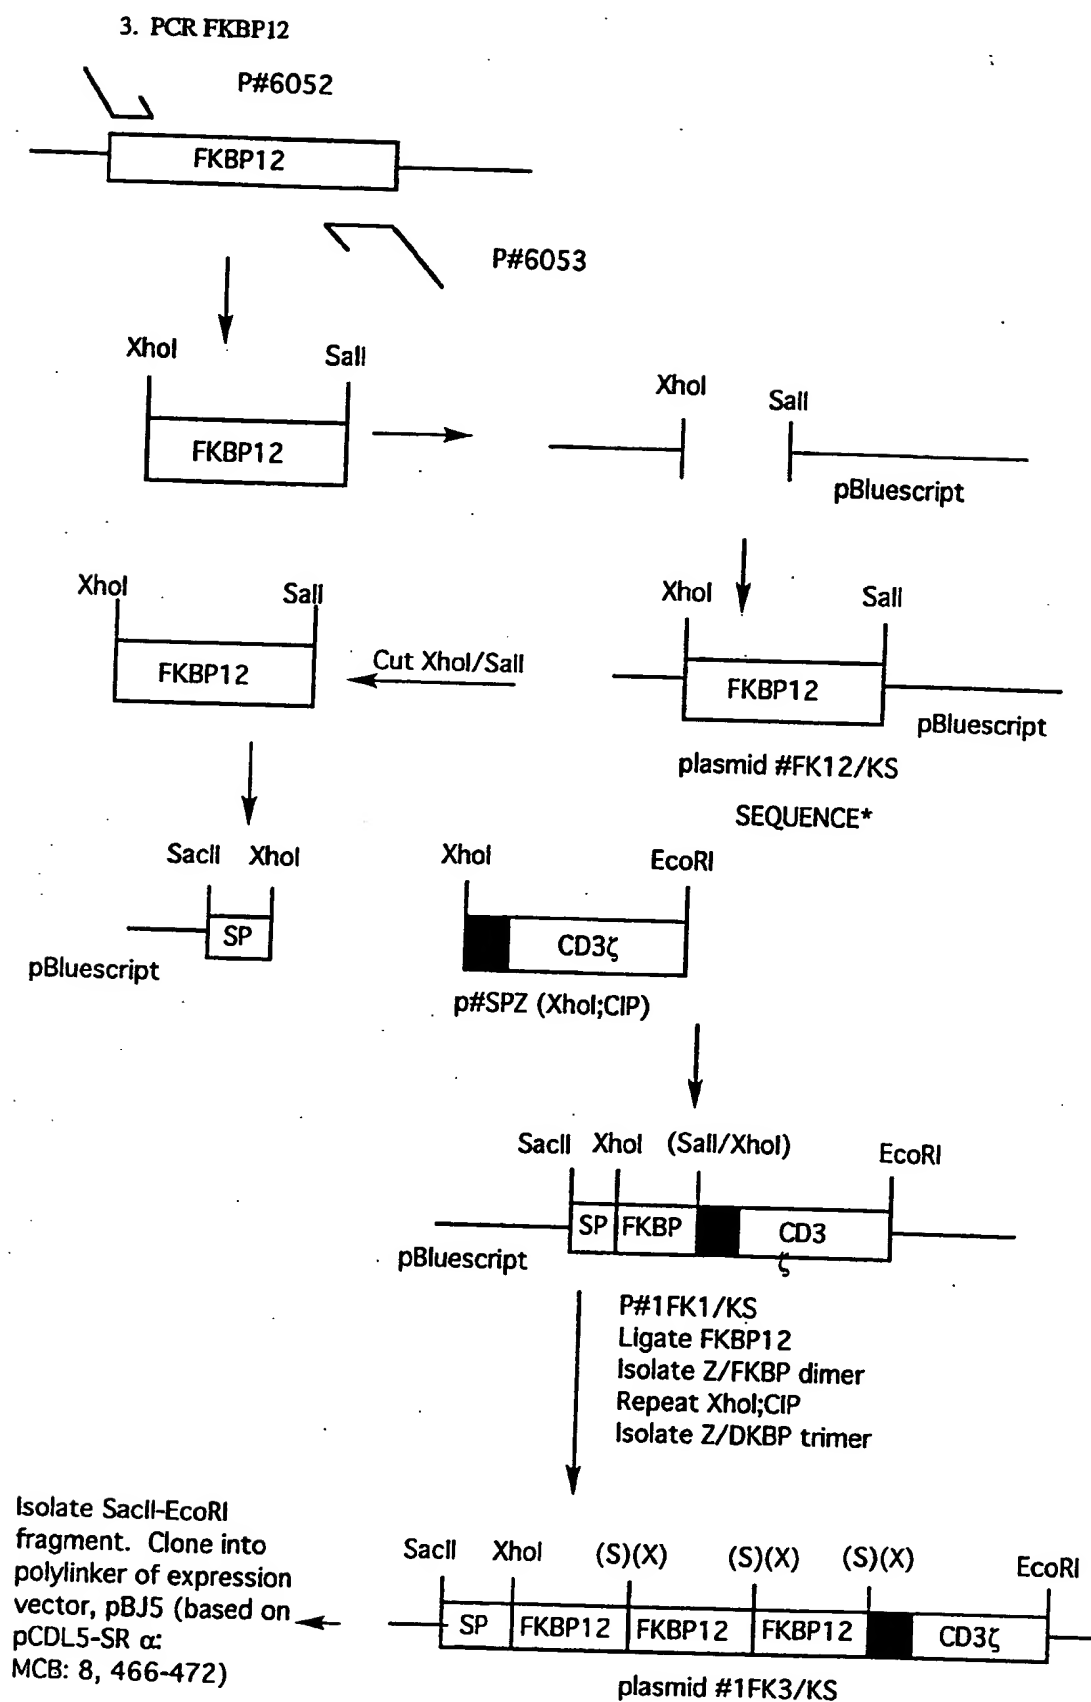 3. PCR FKBP12
P#6052
FKBP12
P#6053
XhoI SalI
FKBP12
XhoI SalI
pBluescript
XhoI SalI
FKBP12
Cut XhoI/SalI
XhoI SalI
FKBP12
pBluescript
plasmid #FK12/KS
SEQUENCE*
SacII XhoI
SP
pBluescript
XhoI EcoRI
CD3ζ
p#SPZ (XhoI;CIP)
SacII XhoI (SalI/XhoI) EcoRI
SP FKBP CD3
ζ
pBluescript
P#1FK1/KS
Ligate FKBP12
Isolate Z/FKBP dimer
Repeat XhoI;CIP
Isolate Z/DKBP trimer
Isolate SacII-EcoRI
fragment. Clone into
polylinker of expression
vector, pBJ5 (based on
pCDL5-SR α:
MCB: 8, 466-472)
SacII XhoI (S)(X) (S)(X) (S)(X) EcoRI
SP FKBP12 FKBP12 FKBP12 CD3ζ
plasmid #1FK3/KS